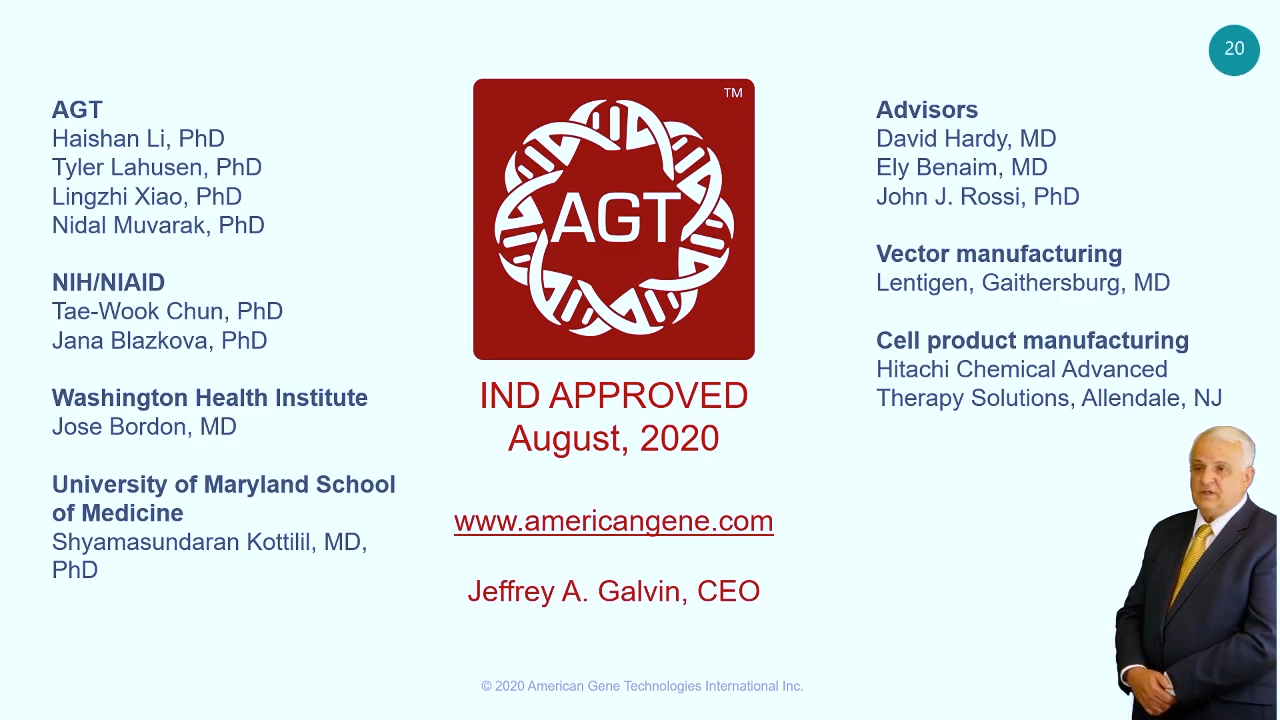 20
AGT
Haishan Li, PhD
Tyler Lahusen, PhD
Lingzhi Xiao, PhD
Nidal Muvarak, PhD
NIH/NIAID
Tae-Wook Chun, PhD
Jana Blazkova, PhD
Washington Health Institute
Jose Bordon, MD
University of Maryland School
of Medicine
Shyamasundaran Kottilil, MD,
PhD
TM
AGT
IND APPROVED
August, 2020
www.americangene.com
Jeffrey A. Galvin, CEO
Advisors
David Hardy, MD
Ely Benaim, MD
John J. Rossi, PhD
Vector manufacturing
Lentigen, Gaithersburg, MD
Cell product manufacturing
Hitachi Chemical Advanced
Therapy Solutions, Allendale, NJ
© 2020 American Gene Technologies International Inc.